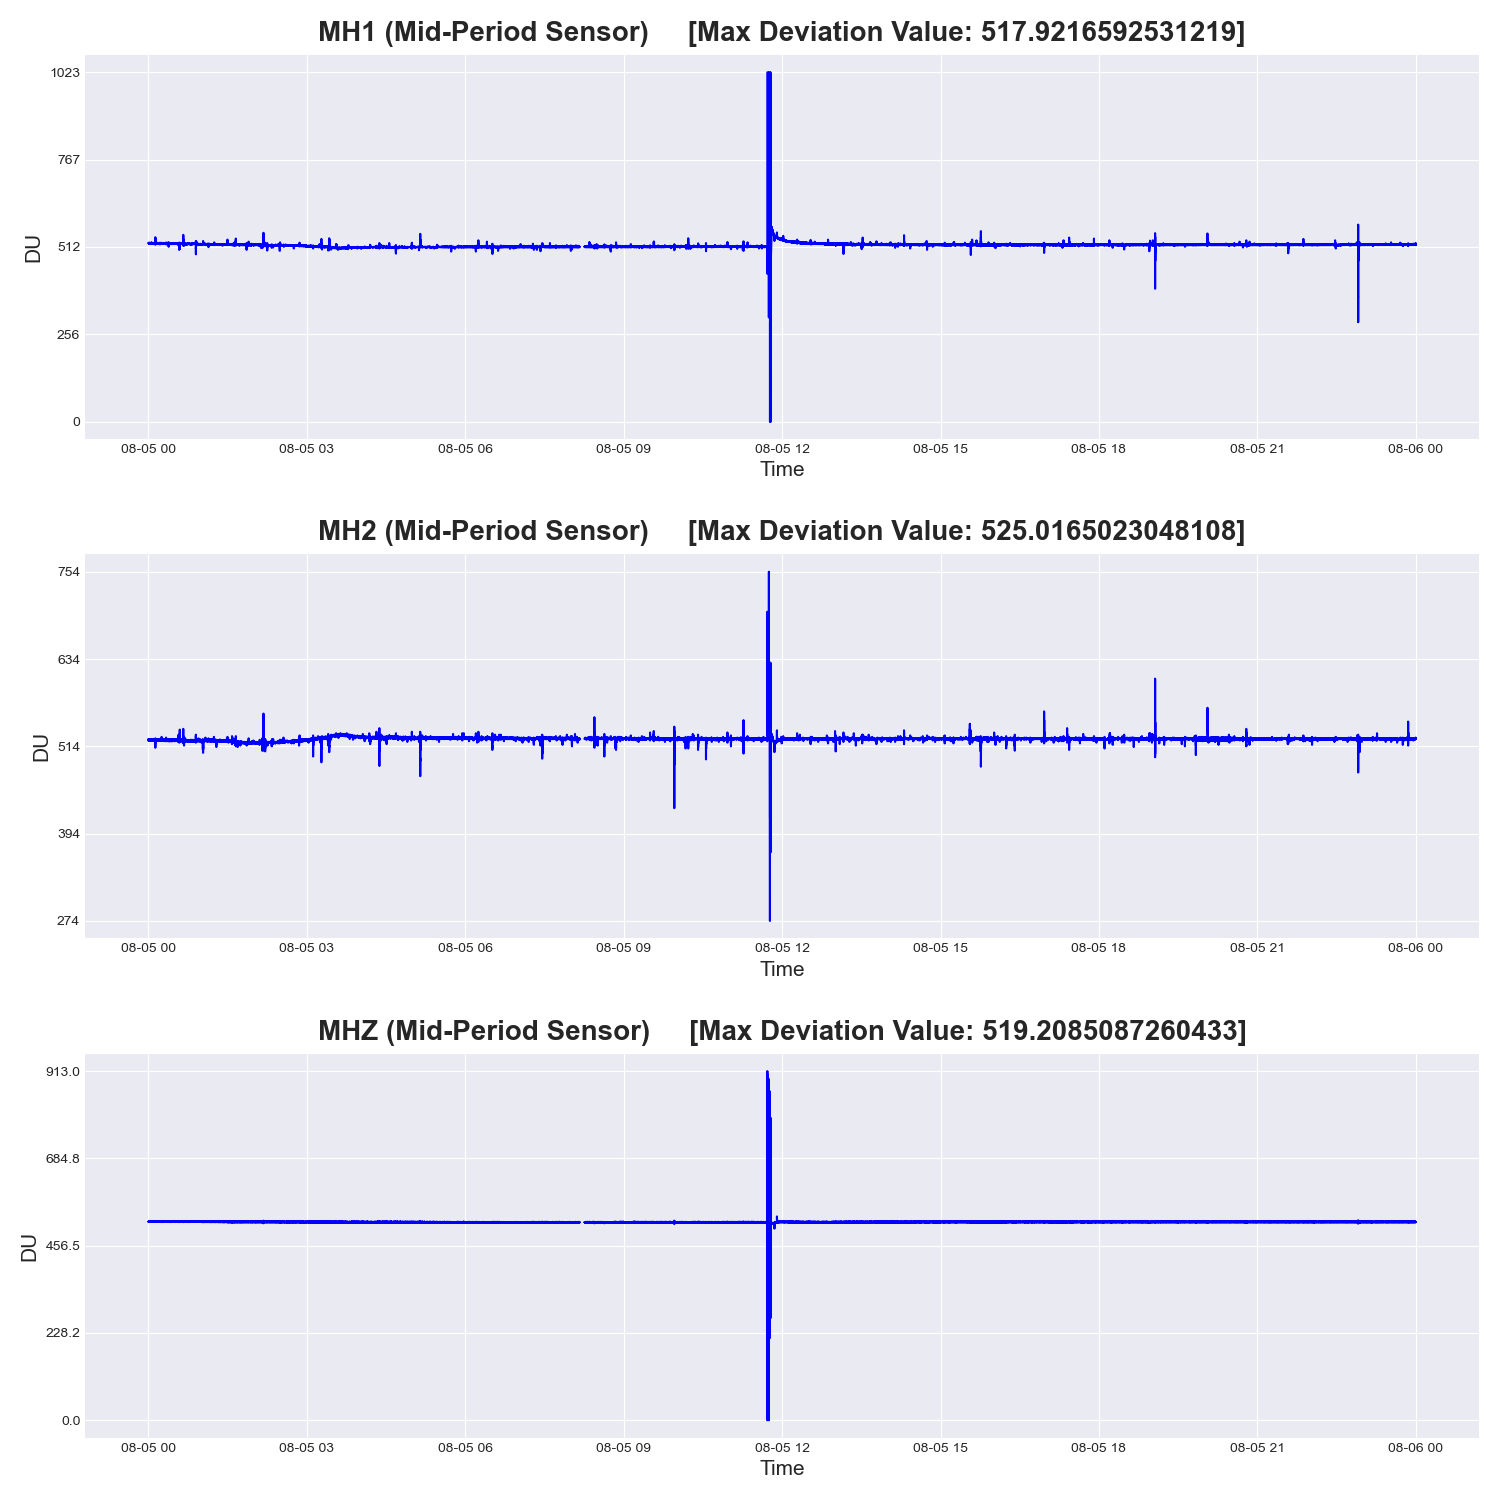 MH1 (Mid-Period Sensor) [Max Deviation Value: 517.9216592531219]
1023
767
512
256
0
DU
08-05 00 08-05 03 08-05 06 08-05 09 08-05 12 08-05 15 08-05 18 08-05 21 08-06 00
Time
MH2 (Mid-Period Sensor) [Max Deviation Value: 525.0165023048108]
754
634
514
394
274
DU
08-05 00 08-05 03 08-05 06 08-05 09 08-05 12 08-05 15 08-05 18 08-05 21 08-06 00
Time
MHZ (Mid-Period Sensor) [Max Deviation Value: 519.2085087260433]
913.0
684.8
456.5
228.2
0.0
DU
08-05 00 08-05 03 08-05 06 08-05 09 08-05 12 08-05 15 08-05 18 08-05 21 08-06 00
Time